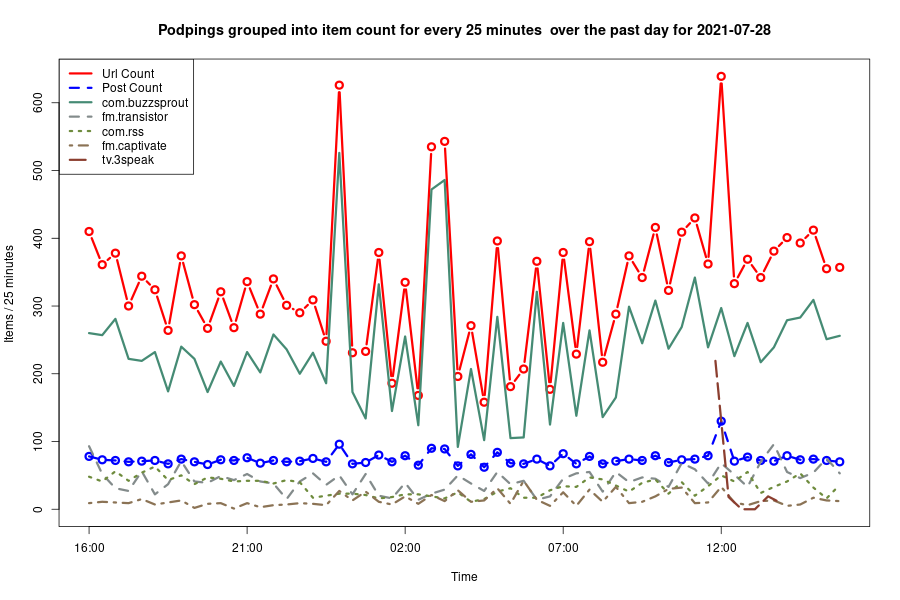 Podpings grouped into item count for every 25 minutes  over the past day for 2021-07-28
Url Count
Post Count
com.buzzsprout
fm.transistor
com.rss
fm.captivate
tv.3speak
Items / 25 minutes
600
500
400
300
200
100
0
16:00
21:00
02:00
07:00
12:00
Time